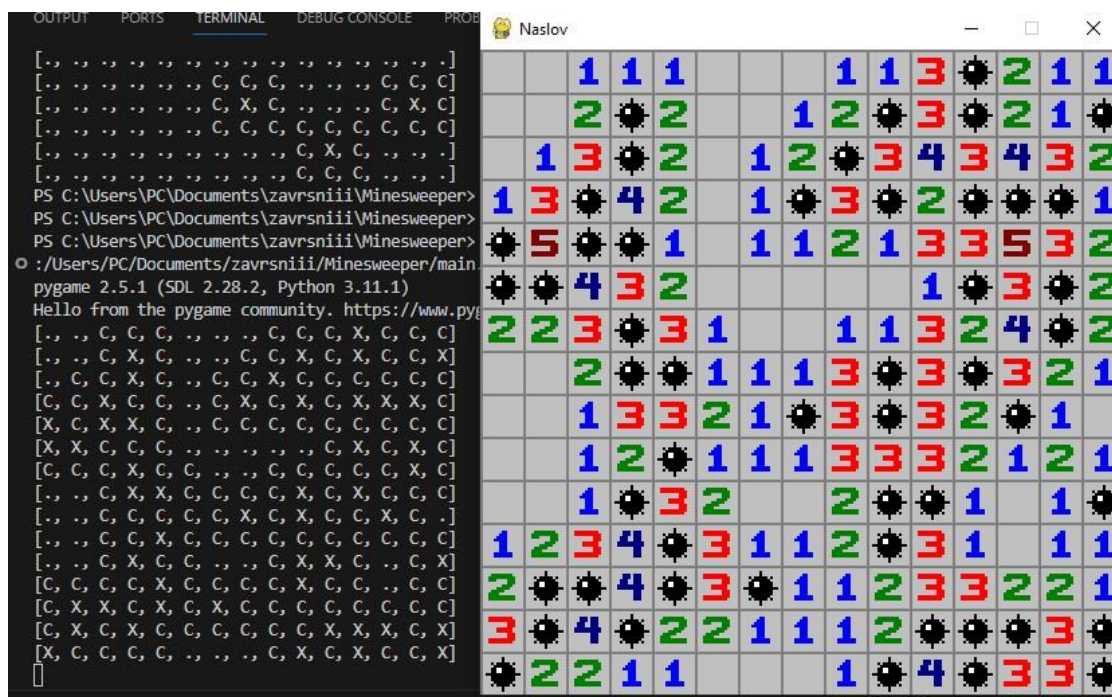 OUTPUT PORTS TERMINAL DEBUG CONSOLE
[., ., ., ., ., ., ., ., ., ., ., ., ., ., .]
[., ., ., ., ., ., C, C, C, ., ., ., C, C, C]
[., ., ., ., ., ., C, X, C, ., ., ., C, X, C]
[., ., ., ., ., ., C, C, C, C, C, C, C, C, C]
[., ., ., ., ., ., ., ., ., C, X, C, ., ., .]
[., ., ., ., ., ., ., ., ., C, C, C, ., ., .]
PS C:\Users\PC\Documents\zavrsniii\Minesweeper>
PS C:\Users\PC\Documents\zavrsniii\Minesweeper>
PS C:\Users\PC\Documents\zavrsniii\Minesweeper>
:/Users/PC/Documents/zavrsniii/Minesweeper/main.
pygame 2.5.1 (SDL 2.28.2, Python 3.11.1)
Hello from the pygame community. https://www.pyg
[., ., C, C, C, ., ., ., C, C, C, X, C, C, C]
[., ., C, X, C, ., ., C, C, X, C, X, C, C, X]
[., C, C, X, C, ., C, C, X, C, C, C, C, C, C]
[C, C, X, C, C, ., C, X, C, X, C, X, X, X, C]
[X, C, X, X, C, ., C, C, C, C, C, C, C, C, C]
[X, X, C, C, C, ., ., ., ., ., C, X, C, X, C]
[C, C, C, X, C, C, ., ., C, C, C, C, C, X, C]
[., ., C, X, X, C, C, C, C, X, C, X, C, C, C]
[., ., C, C, C, C, C, X, C, X, C, C, X, C, .]
[., ., C, C, X, C, C, C, C, C, C, C, C, C, C]
[., ., C, X, C, C, ., ., C, X, X, C, ., C, X]
[C, C, C, C, X, C, C, C, C, X, C, C, ., C, C]
[C, X, X, C, X, C, X, C, C, C, C, C, C, C, C]
[C, X, C, X, C, C, C, C, C, C, X, X, X, C, X]
[X, C, C, C, C, ., ., ., C, X, C, X, C, C, X]
Naslov
1 1 1 1 1 3 2 1 1
2 2 1 2 3 2 1
1 3 2 1 2 3 4 3 4 3 2
1 3 4 2 1 3 2 1
5 1 1 1 2 1 3 3 5 3 2
4 3 2 1 3 2
2 2 3 3 1 1 1 3 2 4 2
2 1 1 1 3 3 3 2 1
1 3 3 2 1 3 3 2 1
1 2 1 1 1 3 3 3 2 1 2 1
1 3 2 2 1 1
1 2 3 4 3 1 1 2 3 1 1 1
2 4 3 1 1 2 3 3 2 2 1
3 4 2 2 1 1 1 2 3
2 2 1 1 1 4 3 3